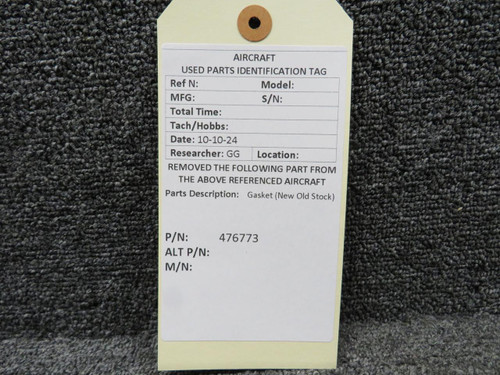 AIRCRAFT
USED PARTS IDENTIFICATION TAG
Ref N: Model:
MFG: S/N:
Total Time:
Tach/Hobbs:
Date: 10-10-24
Researcher: GG Location:
REMOVED THE FOLLOWING PART FROM
THE ABOVE REFERENCED AIRCRAFT
Parts Description: Gasket (New Old Stock)
P/N: 476773
ALT P/N:
M/N: